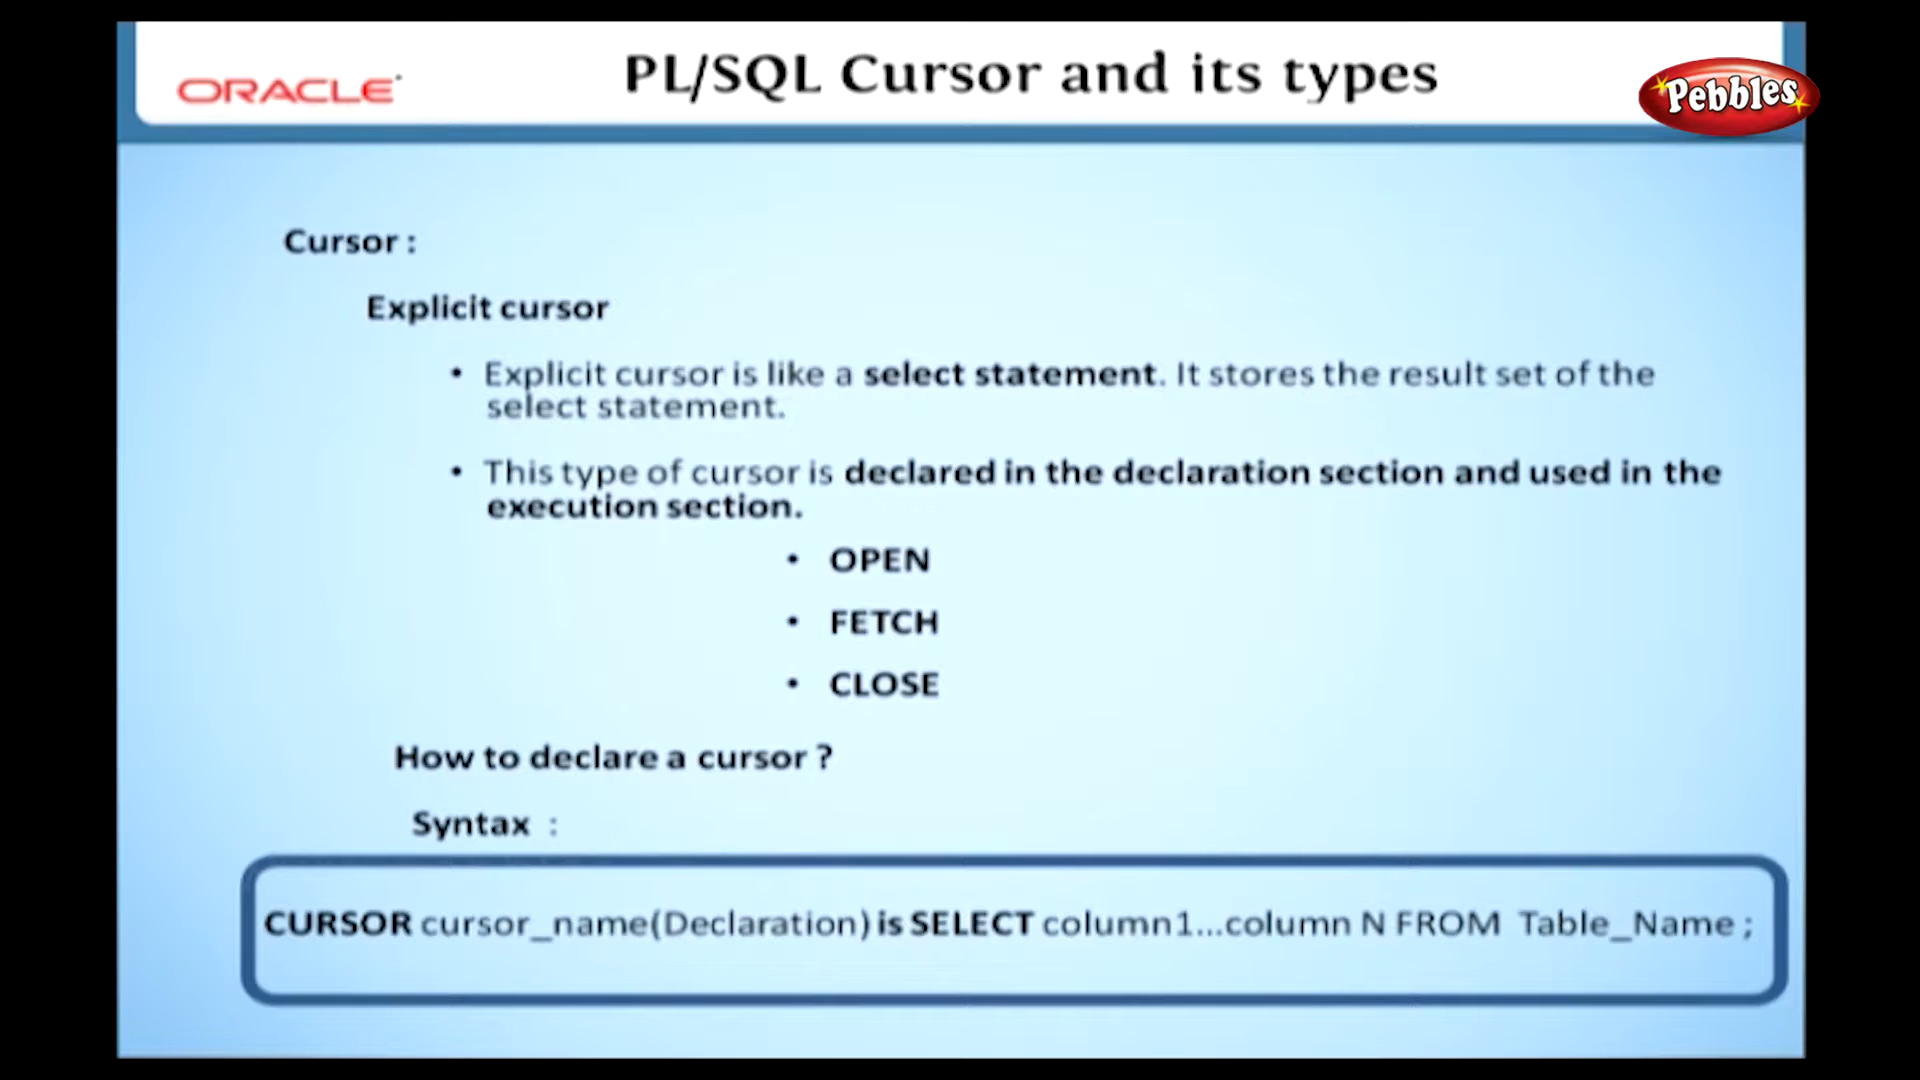 ORACLE
PL/SQL Cursor and its types
Pebbles
Cursor :
Explicit cursor
• Explicit cursor is like a select statement. It stores the result set of the
select statement.
• This type of cursor is declared in the declaration section and used in the
execution section.
• OPEN
• FETCH
• CLOSE
How to declare a cursor ?
Syntax :
CURSOR cursor_name(Declaration) is SELECT column1...column N FROM Table_Name ;